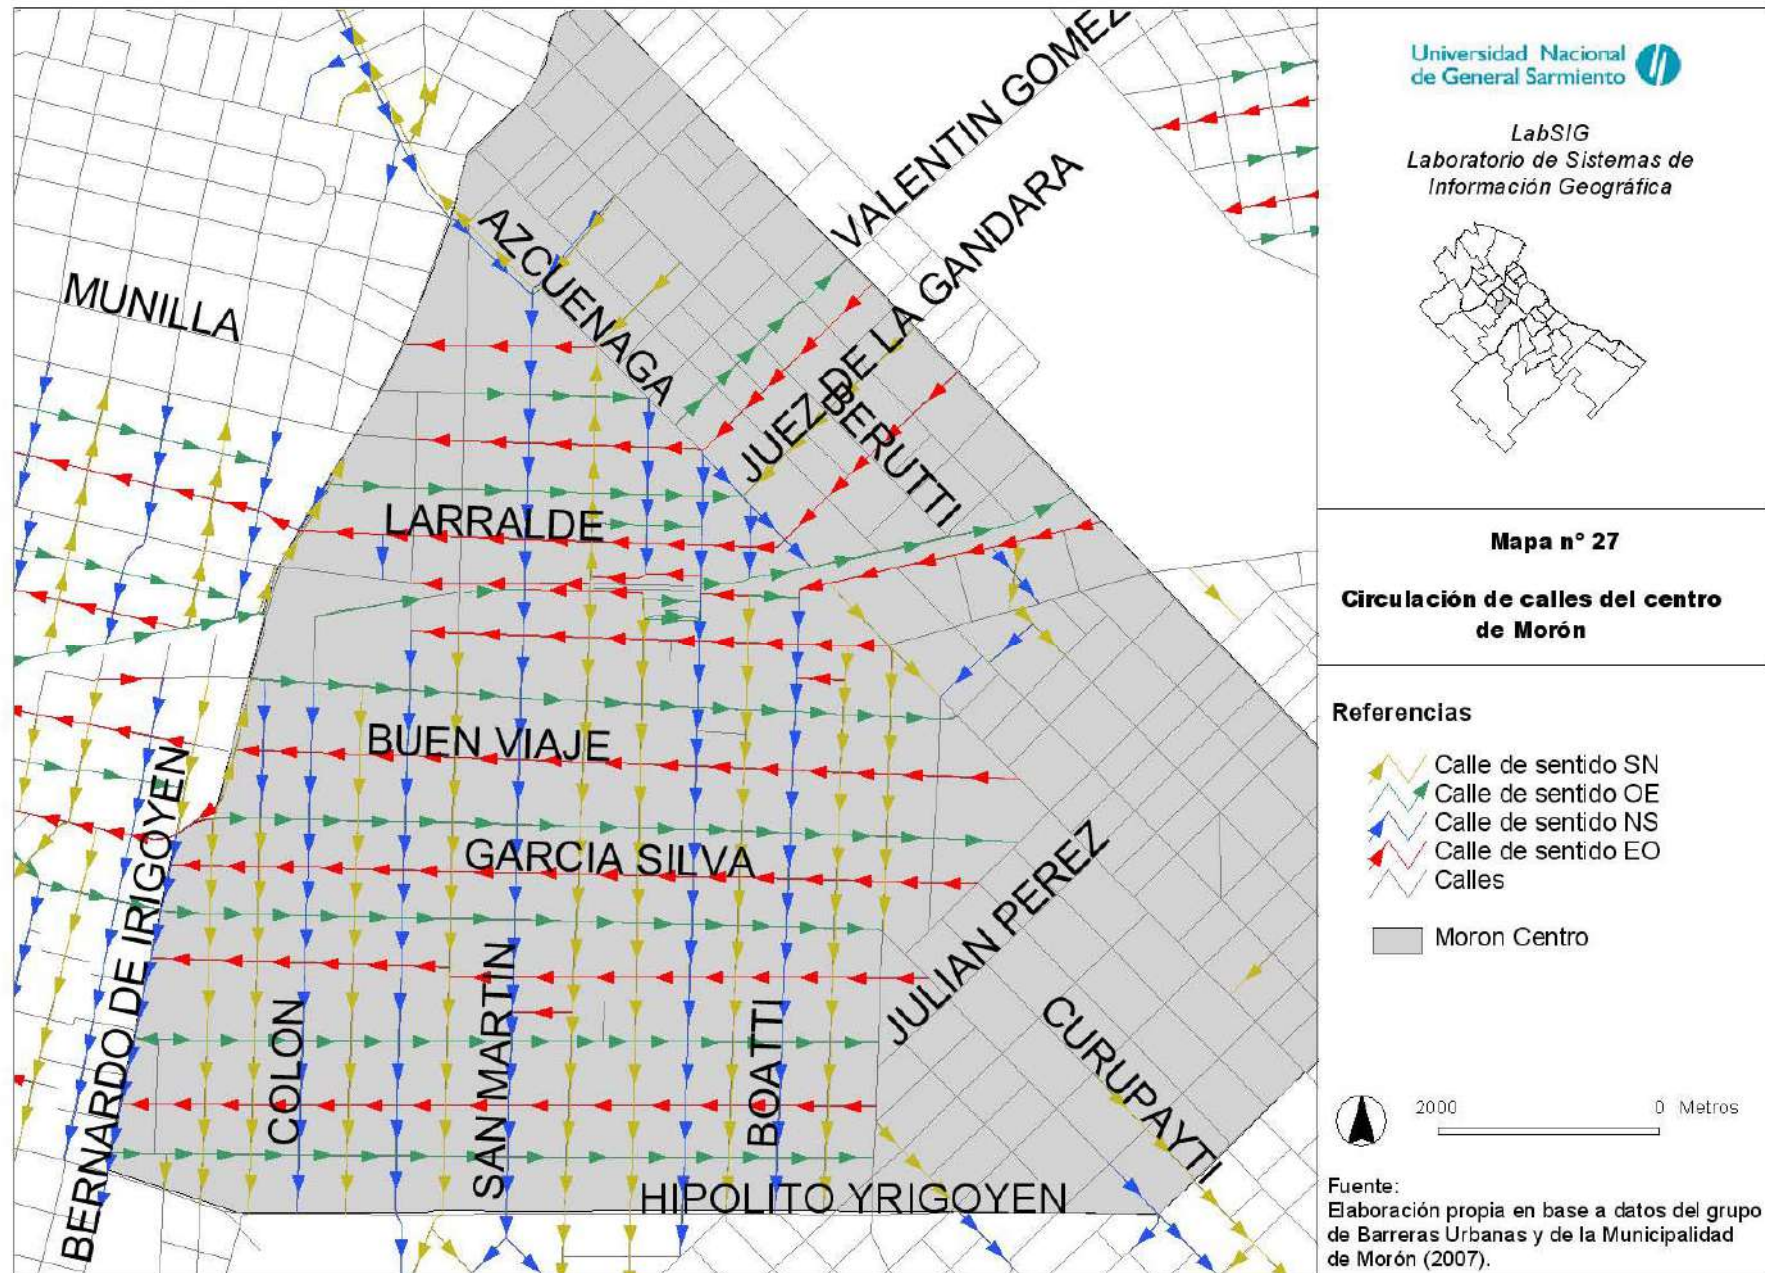 VALENTIN GOMEZ
JUEZ DE LA GANDARA
AZCUENAGA
MUNILLA
BERUTTI
LARRALDE
BUEN VIAJE
GARCIA SILVA
BERNARDO DE IRIGOYEN
JULIAN PEREZ
COLON
SAN MARTIN
BOATTI
CURUPAYTI
HIPOLITO YRIGOYEN
Universidad Nacional
de General Sarmiento
LabSIG
Laboratorio de Sistemas de
Información Geográfica
Mapa n° 27
Circulación de calles del centro
de Morón
Referencias
Calle de sentido SN
Calle de sentido OE
Calle de sentido NS
Calle de sentido EO
Calles
Moron Centro
2000 0 Metros
Fuente:
Elaboración propia en base a datos del grupo
de Barreras Urbanas y de la Municipalidad
de Morón (2007).